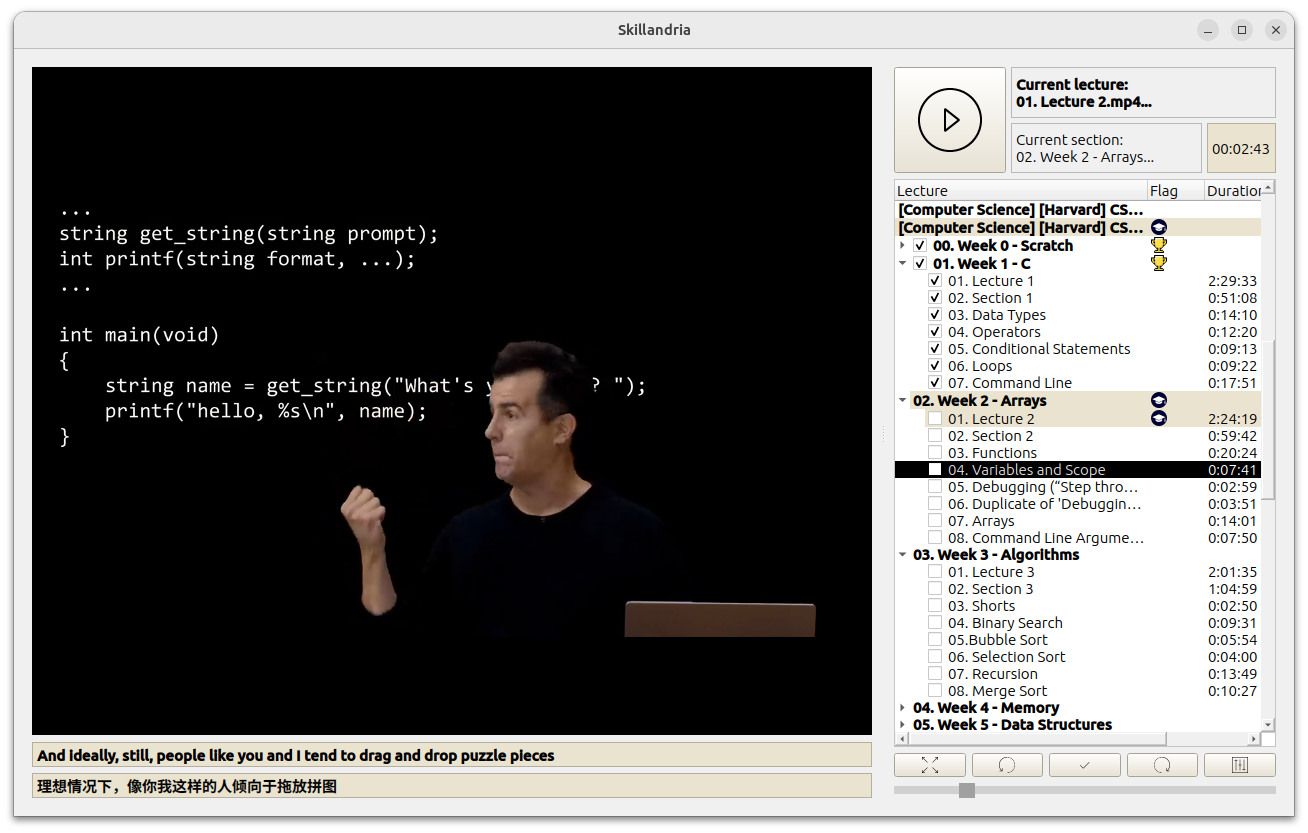 Skillandria
...
string get_string(string prompt);
int printf(string format, ...);
...
int main(void)
{
string name = get_string("What's y ? ");
printf("hello, %s\n", name);
}
And ideally, still, people like you and I tend to drag and drop puzzle pieces
理想情况下，像你我这样的人倾向于拖放拼图
Current lecture:
01. Lecture 2.mp4...
Current section:
02. Week 2 - Arrays...
00:02:43
Lecture Flag Duration
[Computer Science] [Harvard] CS...
[Computer Science] [Harvard] CS...
00. Week 0 - Scratch
01. Week 1 - C
01. Lecture 1 2:29:33
02. Section 1 0:51:08
03. Data Types 0:14:10
04. Operators 0:12:20
05. Conditional Statements 0:09:13
06. Loops 0:09:22
07. Command Line 0:17:51
02. Week 2 - Arrays
01. Lecture 2 2:24:19
02. Section 2 0:59:42
03. Functions 0:20:24
04. Variables and Scope 0:07:41
05. Debugging (“Step thro... 0:02:59
06. Duplicate of 'Debuggin... 0:03:51
07. Arrays 0:14:01
08. Command Line Argume... 0:07:50
03. Week 3 - Algorithms
01. Lecture 3 2:01:35
02. Section 3 1:04:59
03. Shorts 0:02:50
04. Binary Search 0:09:31
05.Bubble Sort 0:05:54
06. Selection Sort 0:04:00
07. Recursion 0:13:49
08. Merge Sort 0:10:27
04. Week 4 - Memory
05. Week 5 - Data Structures